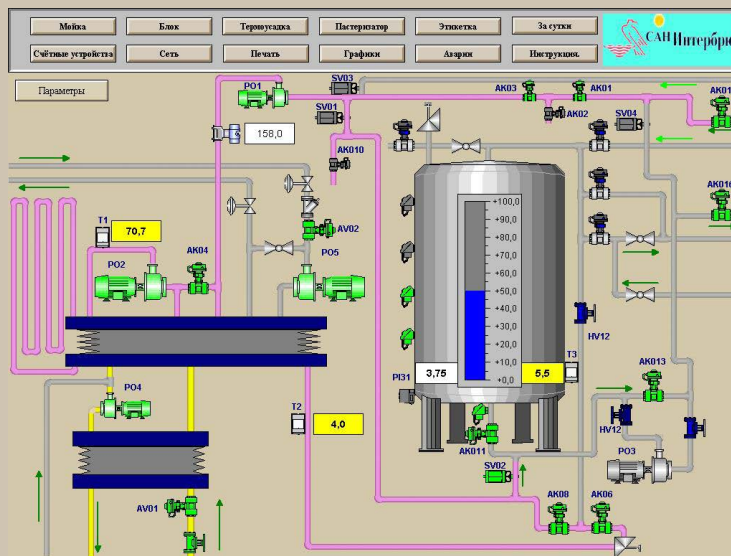 Мойка
Блок
Термоусадка
Пастеризатор
Этикетка
За сутки
Счётные устройства
Сеть
Печать
Графики
Аварии
Инструкция.
САН Интербрю
Параметры
PO1
SV03
AK03
AK01
AK01
SV01
AK02
SV04
158,0
AK010
AK016
T1
70,7
AV02
AK04
PO2
PO5
+100,0
+90,0
+80,0
+70,0
+60,0
+50,0
+40,0
+30,0
+20,0
+10,0
+0,0
HV12
3,75
5,5
T3
PI31
AK013
PO4
T2
4,0
HV12
AK011
PO3
SV02
AV01
AK08
AK06